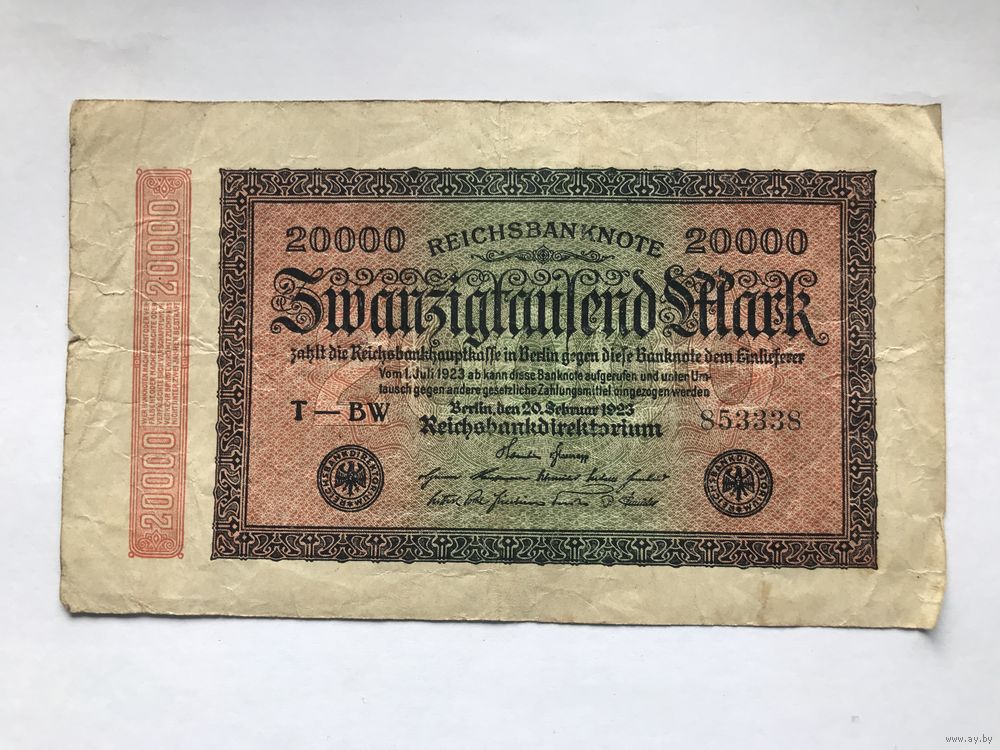 20000 REICHSBANKNOTE 20000
Zwanzigtausend Mark
zahlt die Reichsbankhauptkasse in Berlin gegen diese Banknote dem Einlieferer
Vom 1. Juli 1923 ab kann diese Banknote aufgerufen und unter Um-
tausch gegen andere gesetzliche Zahlungsmittel eingezogen werden
T — BW
Berlin, den 20. Februar 1923
853338
Reichsbankdirektorium
20000
20000
www.ay.by